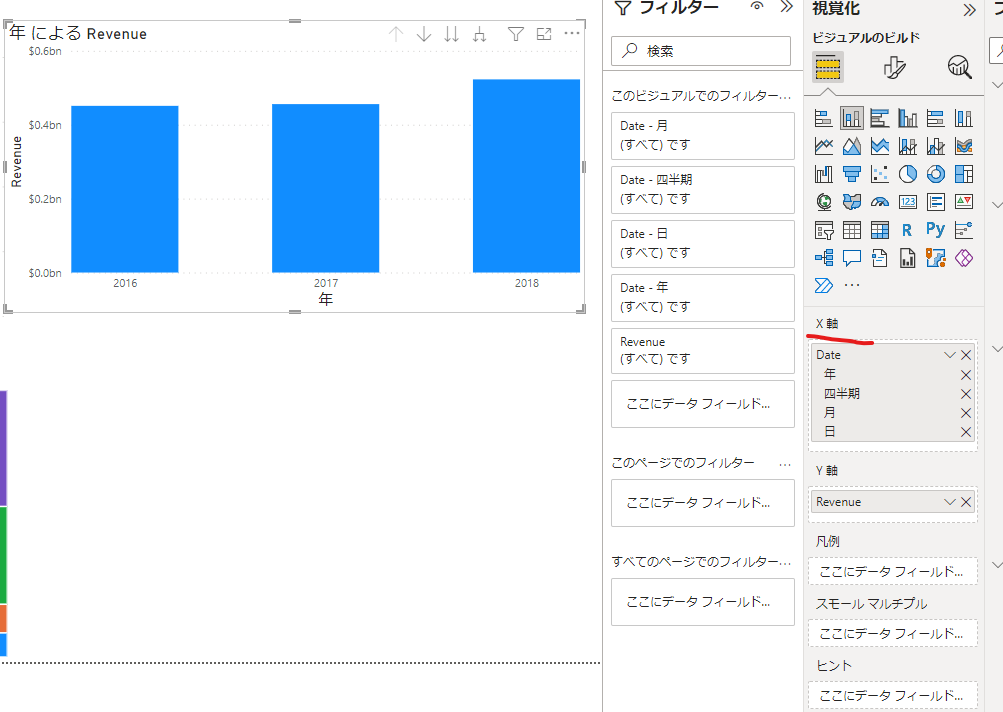 年 による Revenue
$0.6bn
$0.4bn
$0.2bn
$0.0bn
Revenue
2016
2017
2018
年
フィルター
検索
このビジュアルでのフィルター...
Date - 月
(すべて) です
Date - 四半期
(すべて) です
Date - 日
(すべて) です
Date - 年
(すべて) です
Revenue
(すべて) です
ここにデータ フィールド...
このページでのフィルター ...
ここにデータ フィールド...
すべてのページでのフィルター...
ここにデータ フィールド...
視覚化
ビジュアルのビルド
123
R
Py
X 軸
Date
年
四半期
月
日
Y 軸
Revenue
凡例
ここにデータ フィールド...
スモール マルチプル
ここにデータ フィールド...
ヒント
ここにデータ フィールド...